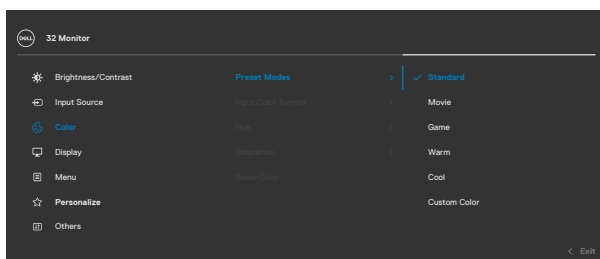 DELL
32 Monitor
Brightness/Contrast
Preset Modes
Standard
Input Source
Input Color Format
Movie
Color
Hue
Game
Display
Saturation
Warm
Menu
Reset Color
Cool
Personalize
Custom Color
Others
Exit